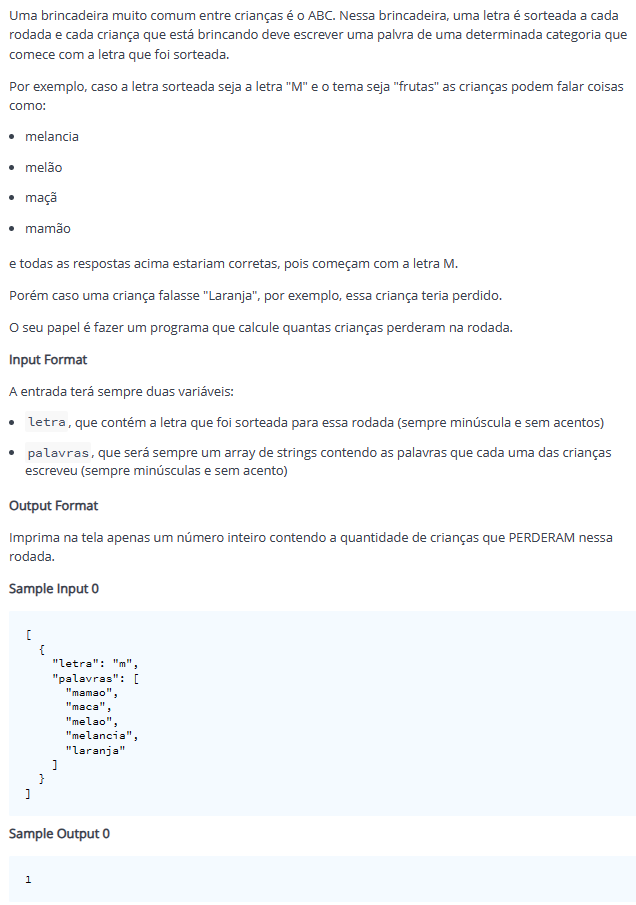 Uma brincadeira muito comum entre crianças é o ABC. Nessa brincadeira, uma letra é sorteada a cada
rodada e cada criança que está brincando deve escrever uma palvra de uma determinada categoria que
comece com a letra que foi sorteada.
Por exemplo, caso a letra sorteada seja a letra "M" e o tema seja "frutas" as crianças podem falar coisas
como:
• melancia
• melão
• maçã
• mamão
e todas as respostas acima estariam corretas, pois começam com a letra M.
Porém caso uma criança falasse "Laranja", por exemplo, essa criança teria perdido.
O seu papel é fazer um programa que calcule quantas crianças perderam na rodada.
Input Format
A entrada terá sempre duas variáveis:
• letra, que contém a letra que foi sorteada para essa rodada (sempre minúscula e sem acentos)
• palavras, que será sempre um array de strings contendo as palavras que cada uma das crianças
escreveu (sempre minúsculas e sem acento)
Output Format
Imprima na tela apenas um número inteiro contendo a quantidade de crianças que PERDERAM nessa
rodada.
Sample Input 0
[
{
"letra": "m",
"palavras": [
"mamao",
"maca",
"melao",
"melancia",
"laranja"
]
}
]
Sample Output 0
1